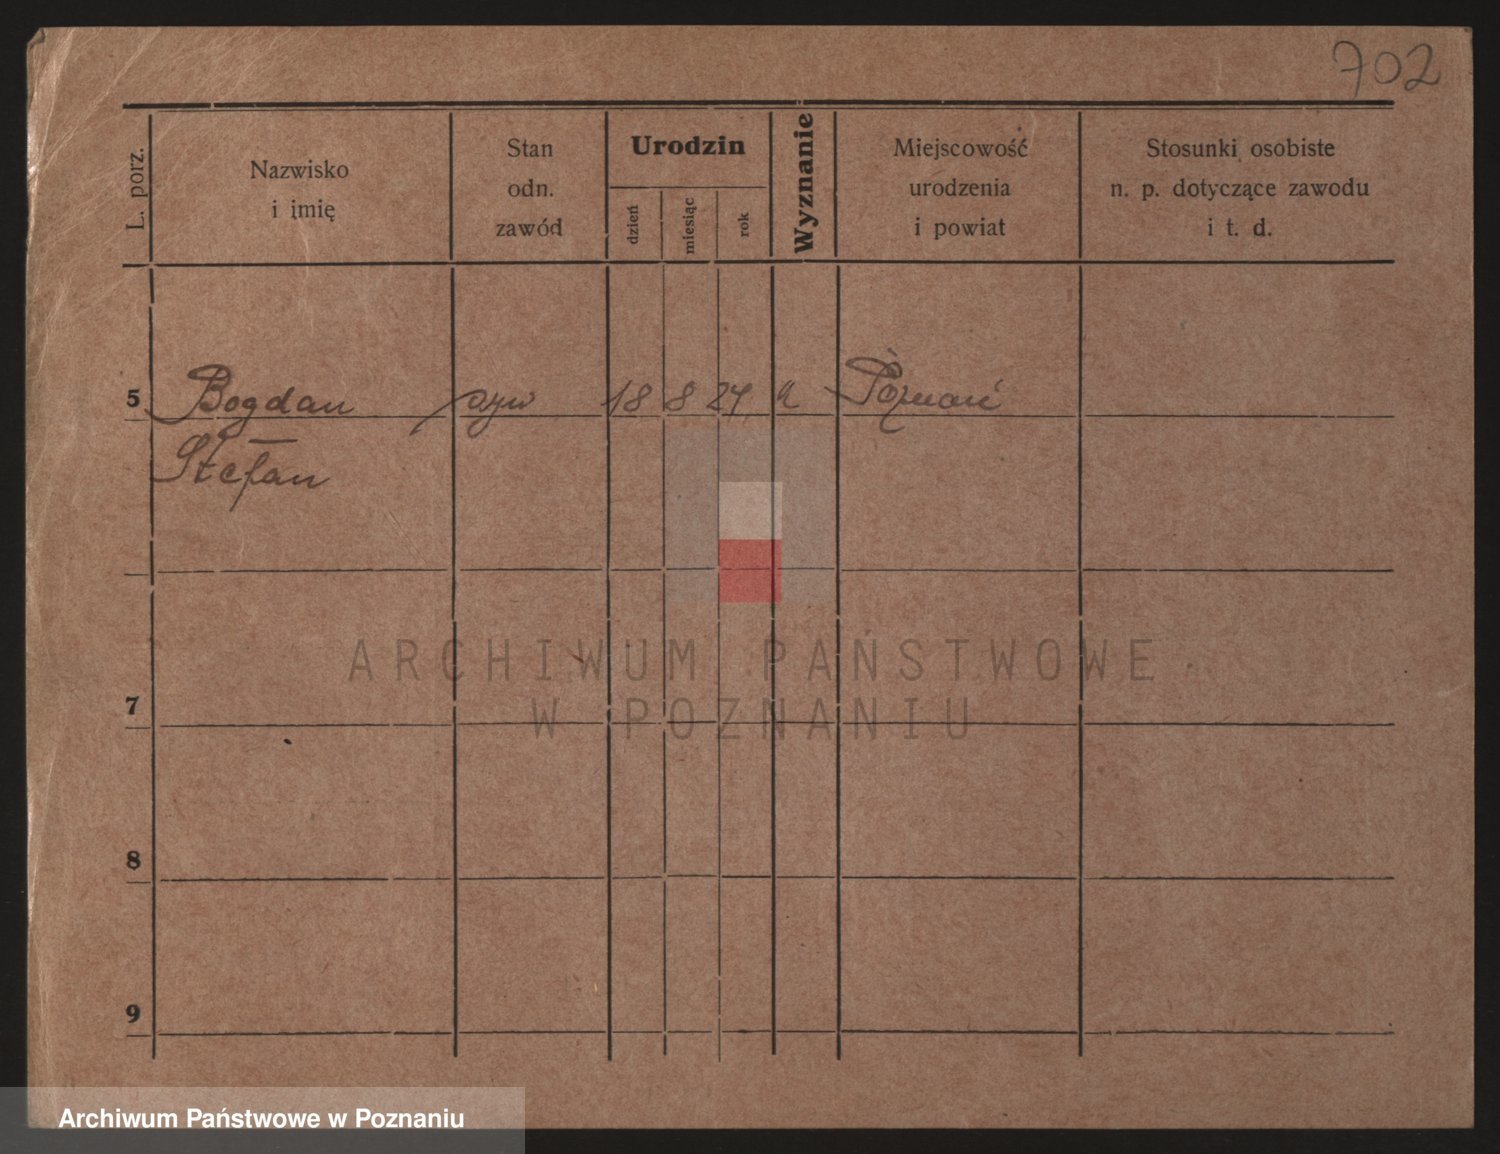 702
L. porz.
Nazwisko
i imię
Stan
odn.
zawód
Urodzin
dzień
miesiąc
rok
Wyznanie
Miejscowość
urodzenia
i powiat
Stosunki osobiste
n. p. dotyczące zawodu
i t. d.
5 Bogdan syn 18 8 24 k Poznań
Stefan
7
8
9
ARCHIWUM PAŃSTWOWE
W POZNANIU
Archiwum Państwowe w Poznaniu